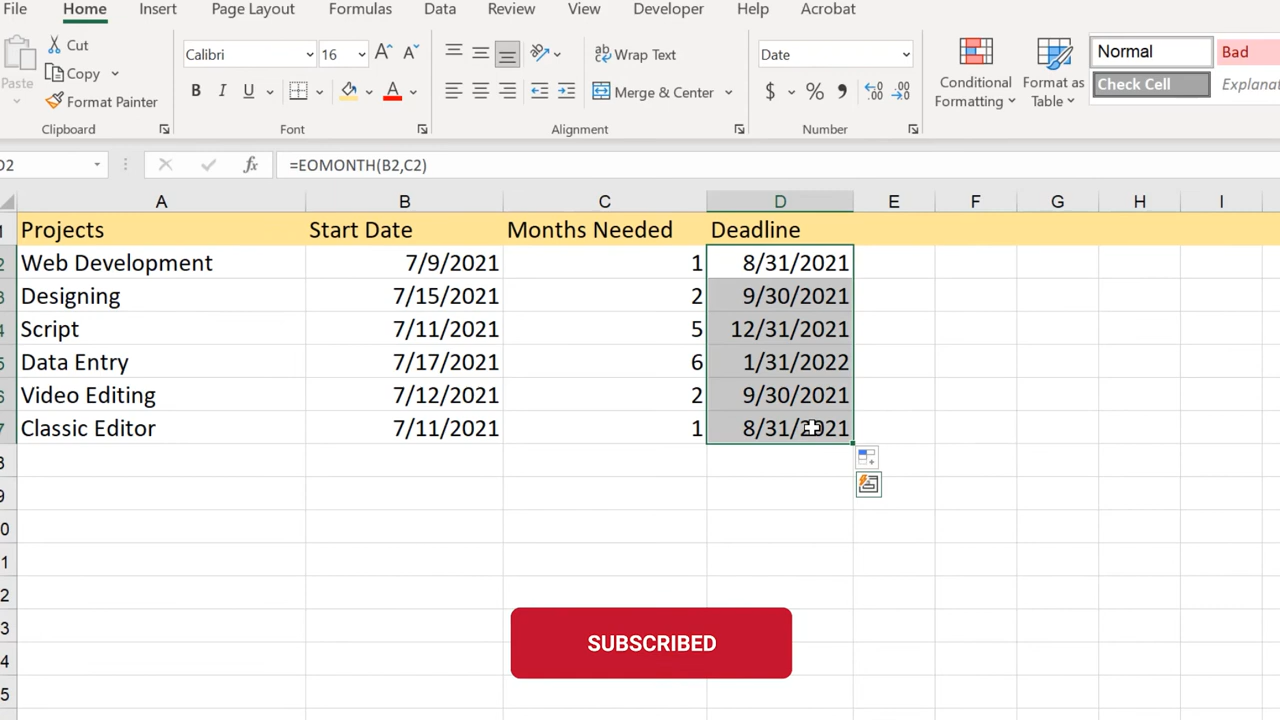 File Home Insert Page Layout Formulas Data Review View Developer Help Acrobat
Cut
Copy
Format Painter
Paste
Clipboard
Calibri 16
B I U
Font
Wrap Text
Merge & Center
Alignment
Date
$ %
Number
Conditional Formatting
Format as Table
Normal Bad
Check Cell
D2 fx =EOMONTH(B2,C2)
A B C D E F G H I
Projects Start Date Months Needed Deadline
Web Development 7/9/2021 1 8/31/2021
Designing 7/15/2021 2 9/30/2021
Script 7/11/2021 5 12/31/2021
Data Entry 7/17/2021 6 1/31/2022
Video Editing 7/12/2021 2 9/30/2021
Classic Editor 7/11/2021 1 8/31/2021
SUBSCRIBED